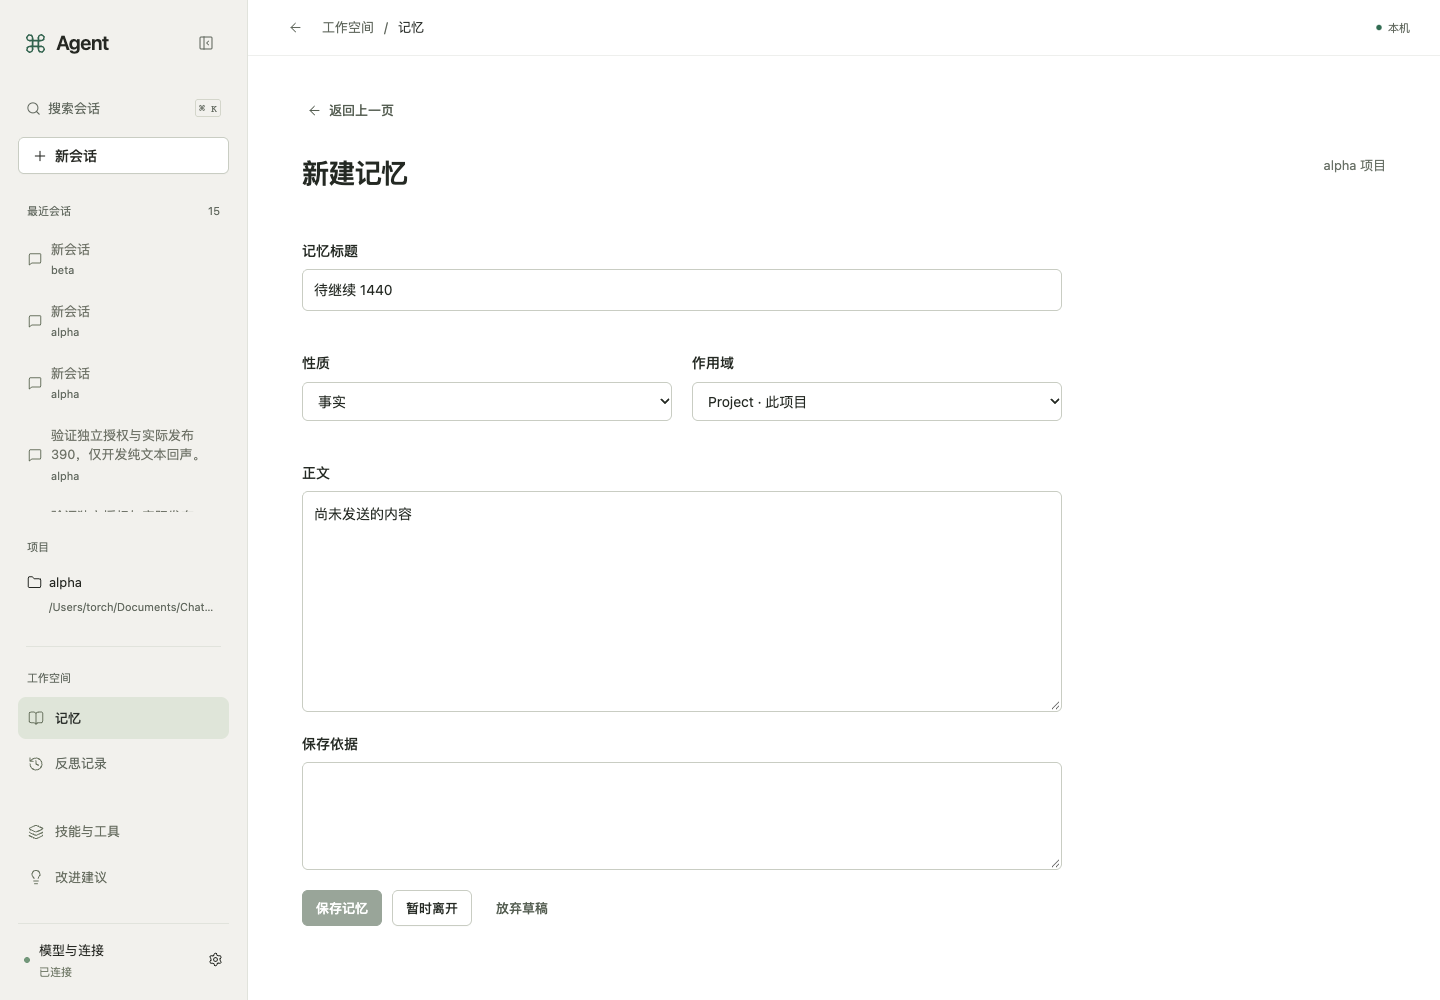 Agent
搜索会话
⌘ K
新会话
最近会话 15
新会话
beta
新会话
alpha
新会话
alpha
验证独立授权与实际发布
390，仅开发纯文本回声。
alpha
项目
alpha
/Users/torch/Documents/Chat...
工作空间
记忆
反思记录
技能与工具
改进建议
模型与连接
已连接
工作空间 / 记忆
本机
返回上一页
新建记忆
alpha 项目
记忆标题
待继续 1440
性质
作用域
事实
Project · 此项目
正文
尚未发送的内容
保存依据
保存记忆
暂时离开
放弃草稿